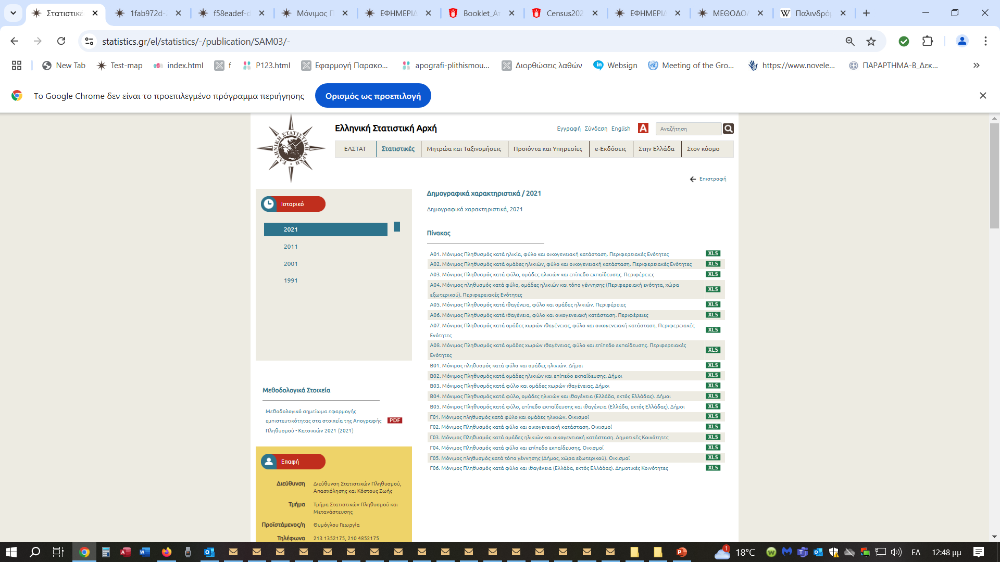 Στατιστικέ
1fab972d-
f58eadef-d
Μόνιμος Π
ΕΦΗΜΕΡΙΔ
Booklet_Απ
Census202
ΕΦΗΜΕΡΙΔ
ΜΕΘΟΔΟΛ
Παλινδρόμ
statistics.gr/el/statistics/-/publication/SAM03/-
New Tab
Test-map
index.html
f
P123.html
Εφαρμογή Παρακο...
apografi-plithismou...
Διορθώσεις λαθών
Websign
Meeting of the Gro...
https://www.novele...
ΠΑΡΑΡΤΗΜΑ-Β_Δεκ...
Το Google Chrome δεν είναι το προεπιλεγμένο πρόγραμμα περιήγησης
Ορισμός ως προεπιλογή
ΕΛΛΗΝΙΚΗ ΣΤΑΤΙΣΤΙΚΗ ΑΡΧΗ
Ελληνική Στατιστική Αρχή
Εγγραφή Σύνδεση English
A
Αναζήτηση
ΕΛΣΤΑΤ
Στατιστικές
Μητρώα και Ταξινομήσεις
Προϊόντα και Υπηρεσίες
e-Εκδόσεις
Στην Ελλάδα
Στον κόσμο
Επιστροφή
Ιστορικό
2021
2011
2001
1991
Μεθοδολογικά Στοιχεία
Μεθοδολογικό σημείωμα εφαρμογής
εμπιστευτικότητας στα στοιχεία της Απογραφής
Πληθυσμού - Κατοικιών 2021 (2021)
PDF
Επαφή
Διεύθυνση Διεύθυνση Στατιστικών Πληθυσμού,
Απασχόλησης και Κόστους Ζωής
Τμήμα Τμήμα Στατιστικών Πληθυσμού και
Μετανάστευσης
Προϊστάμενος/η Θυμόγλου Γεωργία
Τηλέφωνα 213 1352175, 210 4852175
Δημογραφικά χαρακτηριστικά / 2021
Δημογραφικά χαρακτηριστικά, 2021
Πίνακας
A01. Μόνιμος Πληθυσμός κατά ηλικία, φύλο και οικογενειακή κατάσταση. Περιφερειακές Ενότητες XLS
A02. Μόνιμος Πληθυσμός κατά ομάδες ηλικιών, φύλο και οικογενειακή κατάσταση. Περιφερειακές Ενότητες XLS
A03. Μόνιμος Πληθυσμός κατά φύλο, ομάδες ηλικιών και επίπεδο εκπαίδευσης. Περιφέρειες XLS
A04. Μόνιμος πληθυσμός κατά φύλο, ομάδες ηλικιών και τόπο γέννησης (Περιφερειακή ενότητα, χώρα
εξωτερικού). Περιφερειακές Ενότητες XLS
A05. Μόνιμος Πληθυσμός κατά ιθαγένεια, φύλο και ομάδες ηλικιών. Περιφέρειες XLS
A06. Μόνιμος Πληθυσμός κατά ιθαγένεια, φύλο και οικογενειακή κατάσταση. Περιφέρειες XLS
A07. Μόνιμος Πληθυσμός κατά ομάδες χωρών ιθαγένειας, φύλο και οικογενειακή κατάσταση. Περιφερειακές
Ενότητες XLS
A08. Μόνιμος Πληθυσμός κατά ομάδες χωρών ιθαγένειας, φύλο και επίπεδο εκπαίδευσης. Περιφερειακές
Ενότητες XLS
B01. Μόνιμος πληθυσμός κατά φύλο και ομάδες ηλικιών. Δήμοι XLS
B02. Μόνιμος Πληθυσμός κατά ομάδες ηλικιών και επίπεδο εκπαίδευσης. Δήμοι XLS
B03. Μόνιμος Πληθυσμός κατά φύλο και ομάδες χωρών ιθαγένειας. Δήμοι XLS
B04. Μόνιμος Πληθυσμός κατά φύλο, ομάδες ηλικιών και ιθαγένεια (Ελλάδα, εκτός Ελλάδας). Δήμοι XLS
B05. Μόνιμος Πληθυσμός κατά φύλο, επίπεδο εκπαίδευσης και ιθαγένεια (Ελλάδα, εκτός Ελλάδας). Δήμοι XLS
Γ01. Μόνιμος πληθυσμός κατά φύλο και ομάδες ηλικιών. Οικισμοί XLS
Γ02. Μόνιμος Πληθυσμός κατά φύλο και οικογενειακή κατάσταση. Οικισμοί XLS
Γ03. Μόνιμος Πληθυσμός κατά ομάδες ηλικιών και οικογενειακή κατάσταση. Δημοτικές Κοινότητες XLS
Γ04. Μόνιμος Πληθυσμός κατά φύλο και επίπεδο εκπαίδευσης. Οικισμοί XLS
Γ05. Μόνιμος πληθυσμός κατά τόπο γέννησης (Δήμος, χώρα εξωτερικού). Οικισμοί XLS
Γ06. Μόνιμος Πληθυσμός κατά φύλο και ιθαγένεια (Ελλάδα, εκτός Ελλάδας). Δημοτικές Κοινότητες XLS
1
18°C
ΕΛ
12:48 μμ